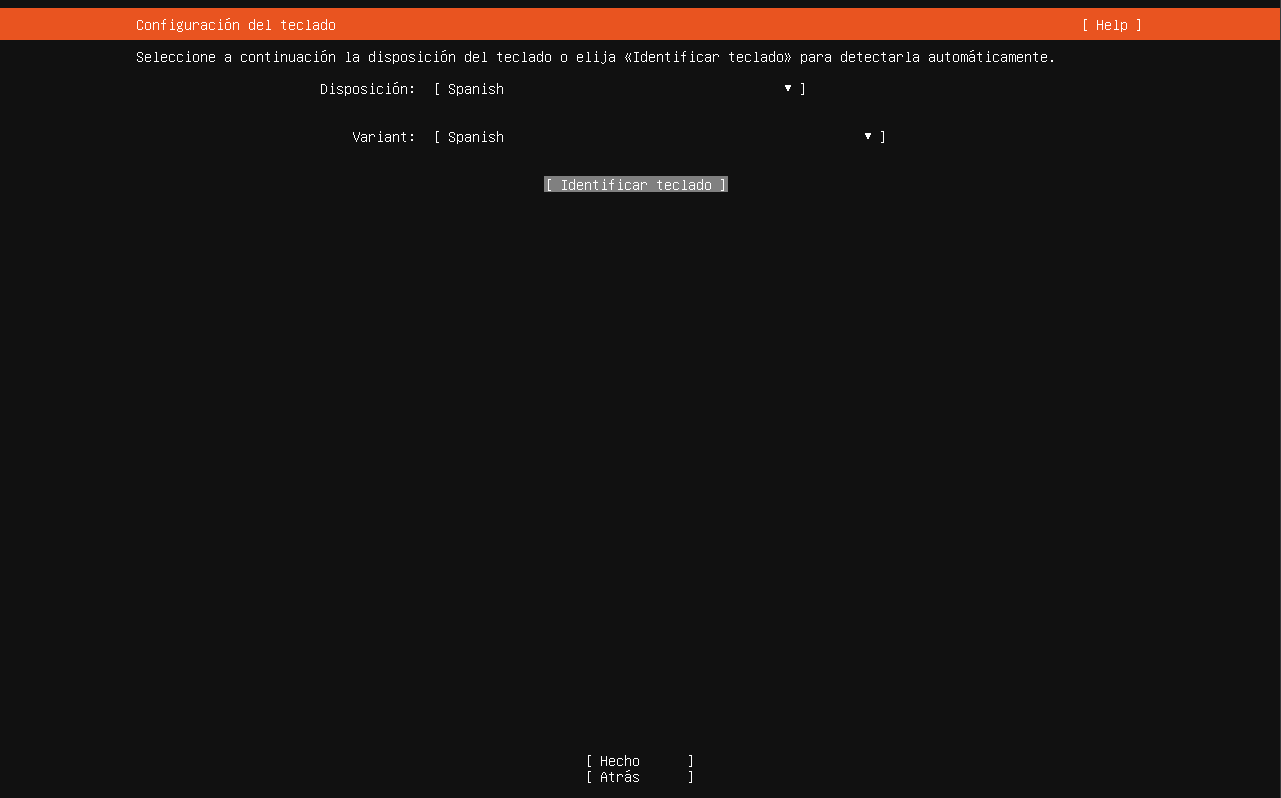 Configuración del teclado [ Help ]
Seleccione a continuación la disposición del teclado o elija «Identificar teclado» para detectarla automáticamente.
Disposición: [ Spanish ▾ ]
Variant: [ Spanish ▾ ]
[ Identificar teclado ]
[ Hecho ]
[ Atrás ]